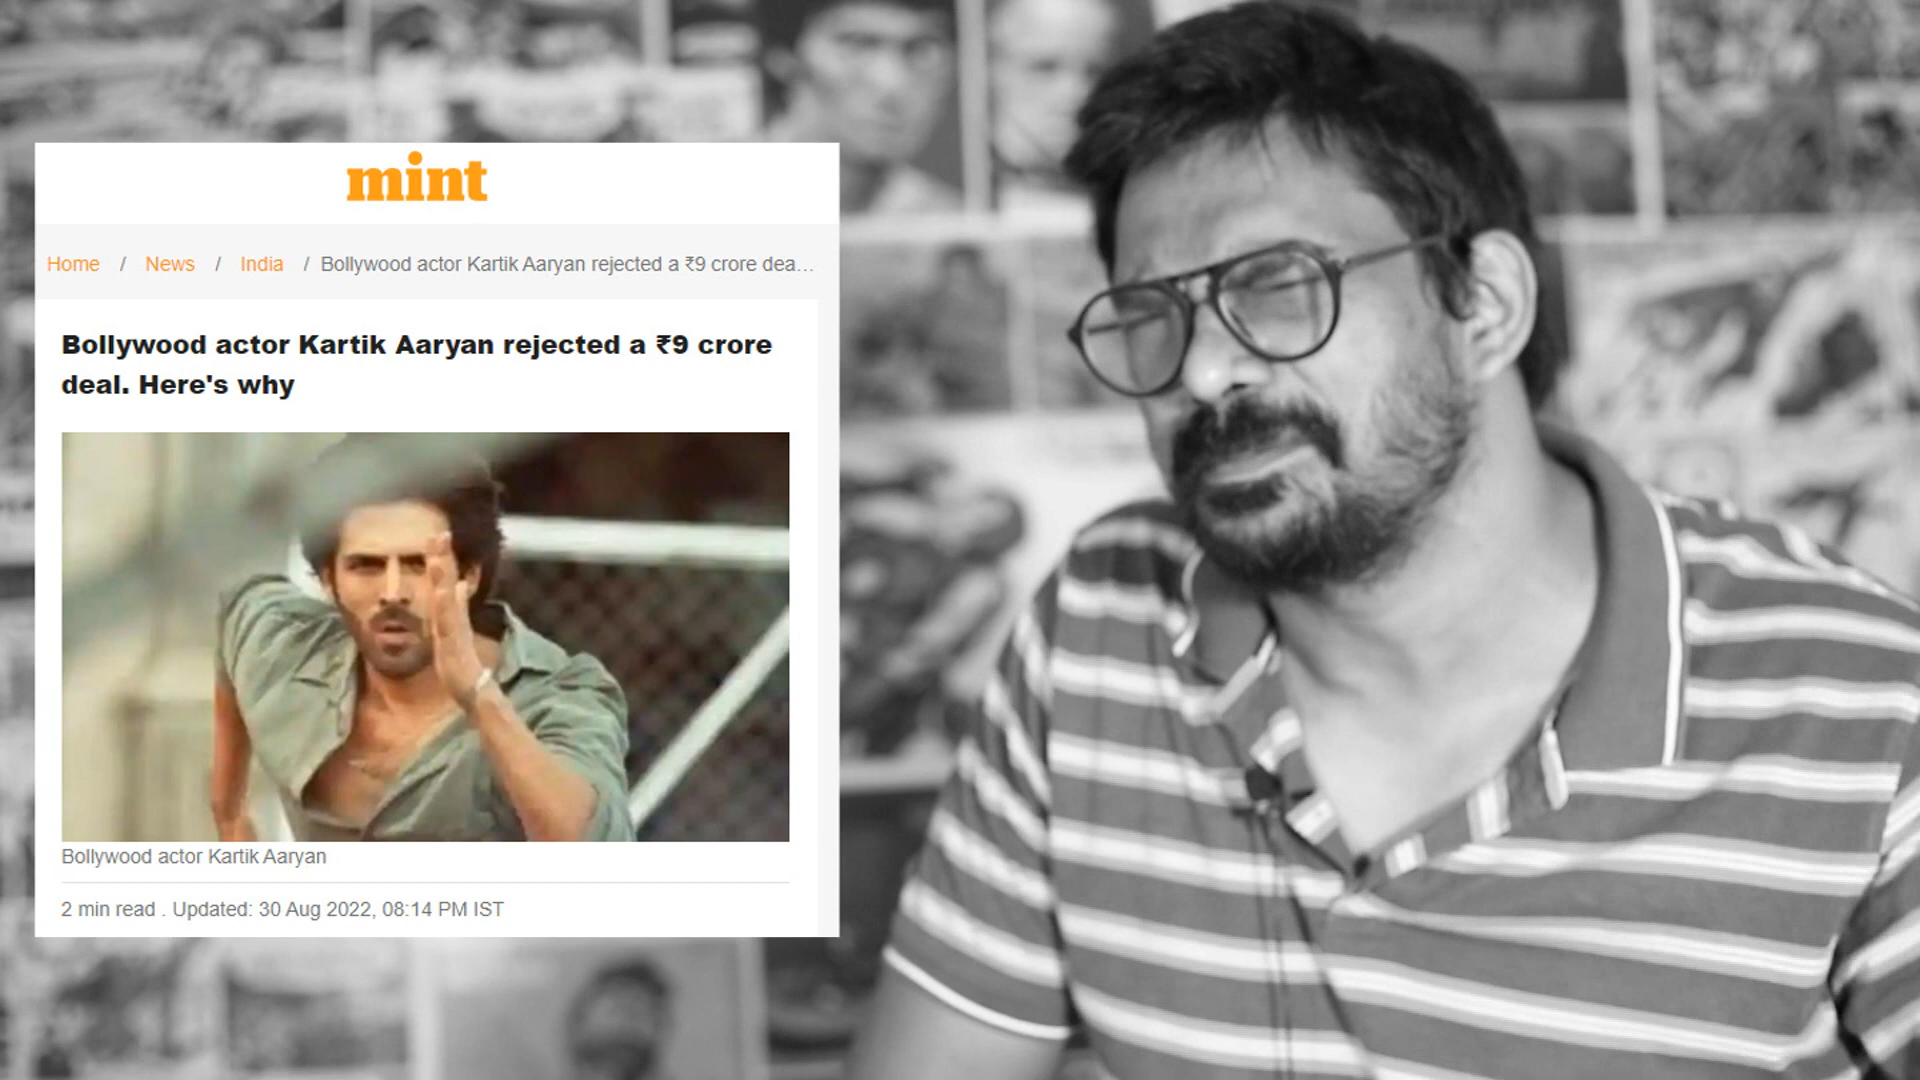 mint
Home / News / India / Bollywood actor Kartik Aaryan rejected a ₹9 crore dea...
Bollywood actor Kartik Aaryan rejected a ₹9 crore
deal. Here's why
Bollywood actor Kartik Aaryan
2 min read . Updated: 30 Aug 2022, 08:14 PM IST